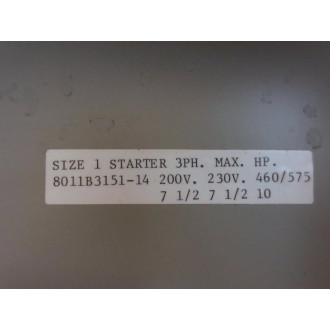 SIZE 1 STARTER 3PH. MAX. HP.
8011B3151-14 200V. 230V. 460/575
7 1/2 7 1/2 10